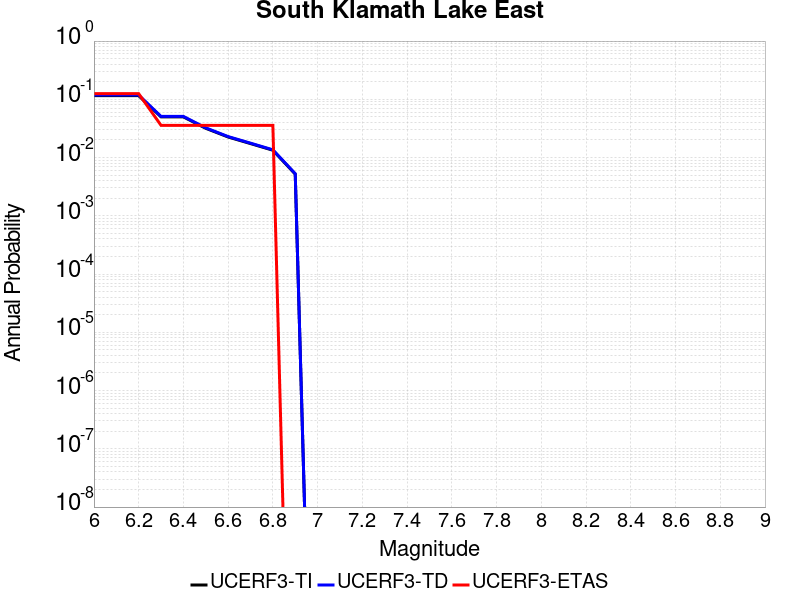 South Klamath Lake East
10^0
10^-1
10^-2
10^-3
10^-4
10^-5
10^-6
10^-7
10^-8
Annual Probability
6 6.2 6.4 6.6 6.8 7 7.2 7.4 7.6 7.8 8 8.2 8.4 8.6 8.8 9
Magnitude
UCERF3-TI UCERF3-TD UCERF3-ETAS